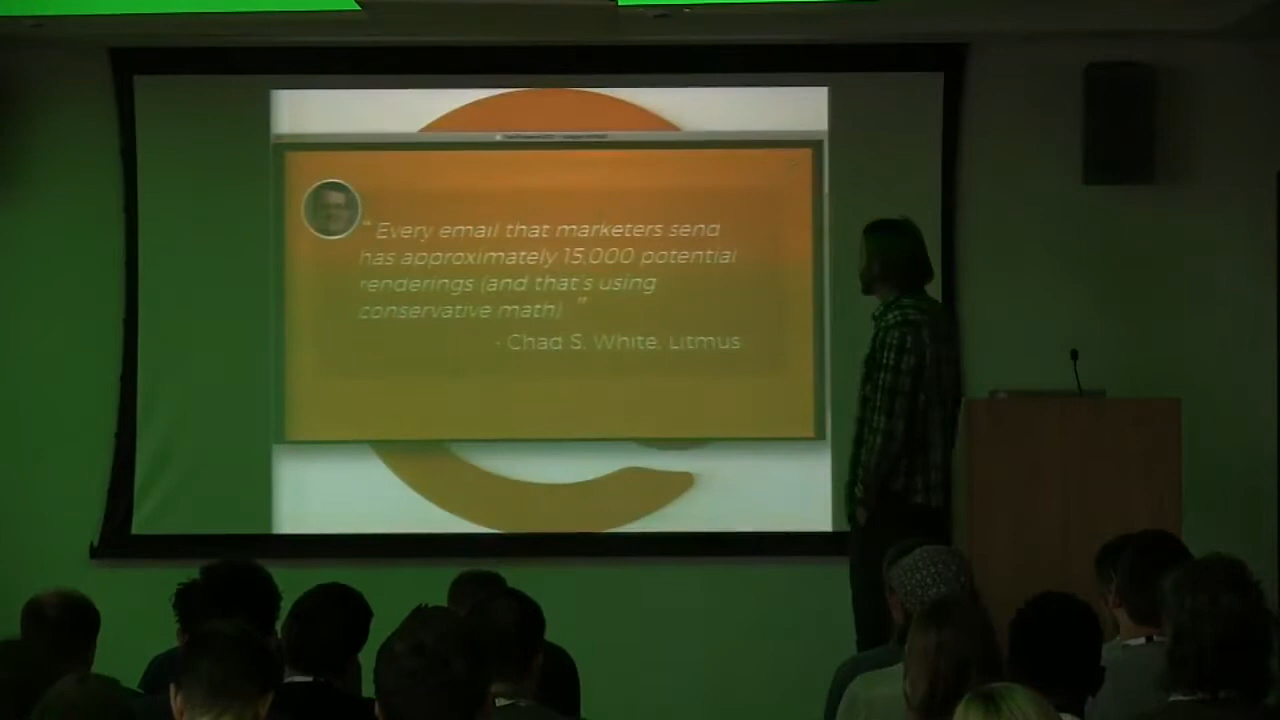 “ Every email that marketers send
has approximately 15,000 potential
renderings (and that's using
conservative math) ”
- Chad S. White, Litmus